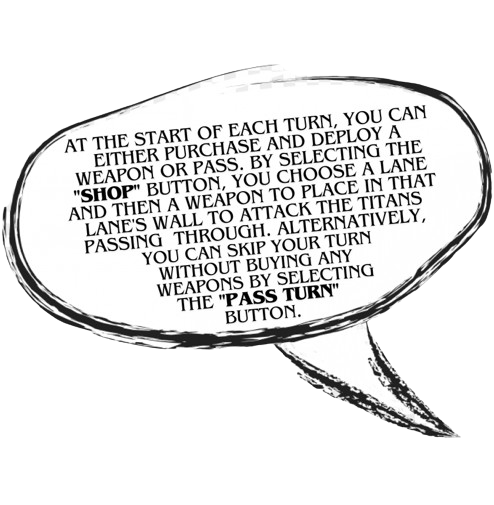 AT THE START OF EACH TURN, YOU CAN
EITHER PURCHASE AND DEPLOY A
WEAPON OR PASS. BY SELECTING THE
"SHOP" BUTTON, YOU CHOOSE A LANE
AND THEN A WEAPON TO PLACE IN THAT
LANE'S WALL TO ATTACK THE TITANS
PASSING THROUGH. ALTERNATIVELY,
YOU CAN SKIP YOUR TURN
WITHOUT BUYING ANY
WEAPONS BY SELECTING
THE "PASS TURN"
BUTTON.